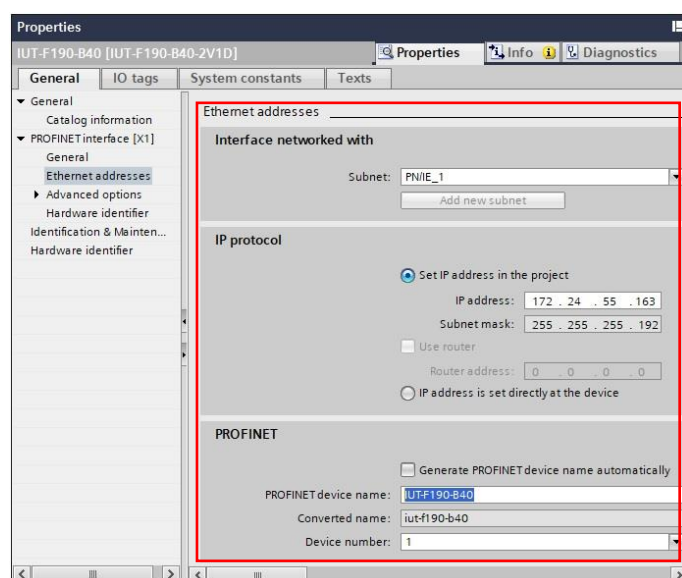 Properties
IUT-F190-B40 [IUT-F190-B40-2V1D]
Properties
Info
Diagnostics
General
IO tags
System constants
Texts
General
Catalog information
PROFINET interface [X1]
General
Ethernet addresses
Advanced options
Hardware identifier
Identification & Mainten...
Hardware identifier
Ethernet addresses
Interface networked with
Subnet: PN/IE_1
Add new subnet
IP protocol
Set IP address in the project
IP address: 172 . 24 . 55 . 163
Subnet mask: 255 . 255 . 255 . 192
Use router
Router address: 0 . 0 . 0 . 0
IP address is set directly at the device
PROFINET
Generate PROFINET device name automatically
PROFINET device name: IUT-F190-B40
Converted name: iut-f190-b40
Device number: 1